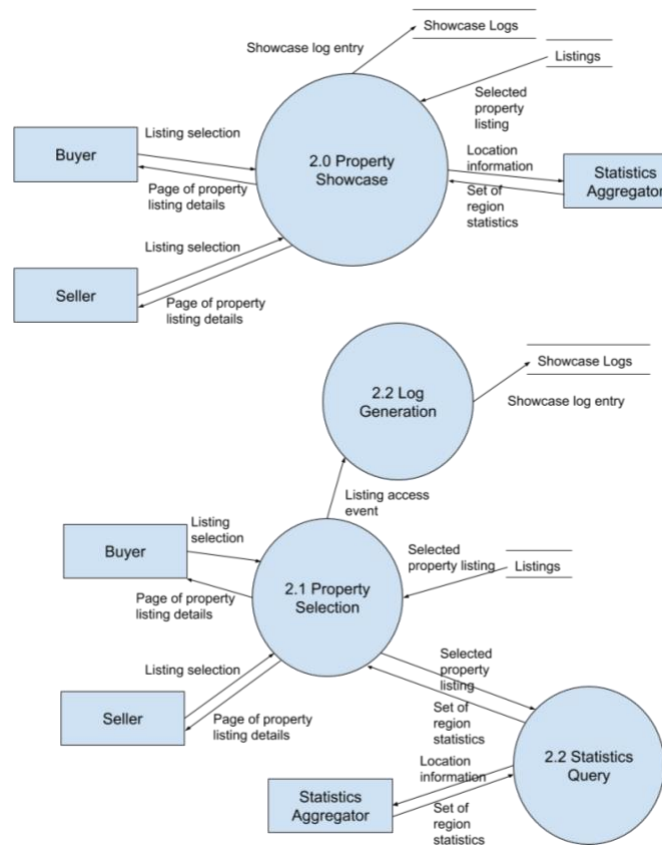 Showcase log entry
Showcase Logs
Listings
Selected
property
listing
Buyer
Listing selection
Page of property
listing details
2.0 Property
Showcase
Location
information
Set of
region
statistics
Statistics
Aggregator
Seller
Listing selection
Page of property
listing details
2.2 Log
Generation
Showcase Logs
Showcase log entry
Listing access
event
Buyer
Listing
selection
Page of property
listing details
2.1 Property
Selection
Selected
property listing
Listings
Seller
Listing selection
Page of property
listing details
Selected
property
listing
Set of
region
statistics
2.2 Statistics
Query
Location
information
Statistics
Aggregator
Set of
region
statistics